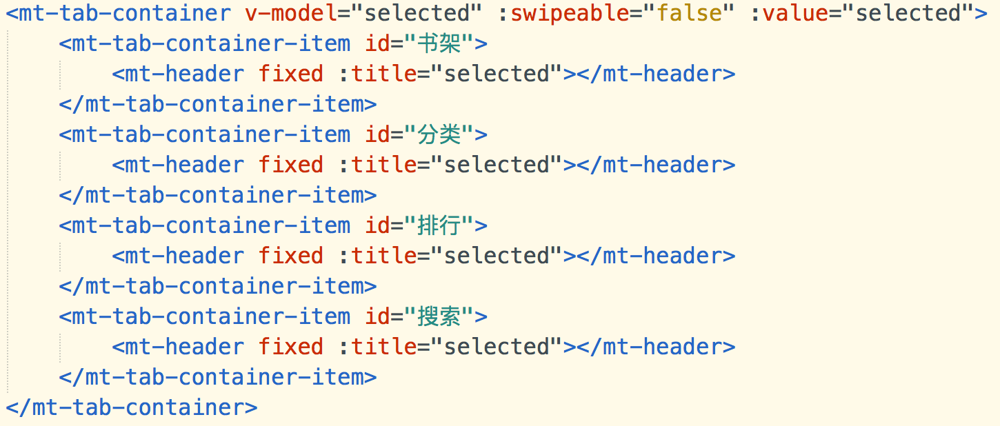 <mt-tab-container v-model="selected" :swipeable="false" :value="selected">
    <mt-tab-container-item id="书架">
        <mt-header fixed :title="selected"></mt-header>
    </mt-tab-container-item>
    <mt-tab-container-item id="分类">
        <mt-header fixed :title="selected"></mt-header>
    </mt-tab-container-item>
    <mt-tab-container-item id="排行">
        <mt-header fixed :title="selected"></mt-header>
    </mt-tab-container-item>
    <mt-tab-container-item id="搜索">
        <mt-header fixed :title="selected"></mt-header>
    </mt-tab-container-item>
</mt-tab-container>